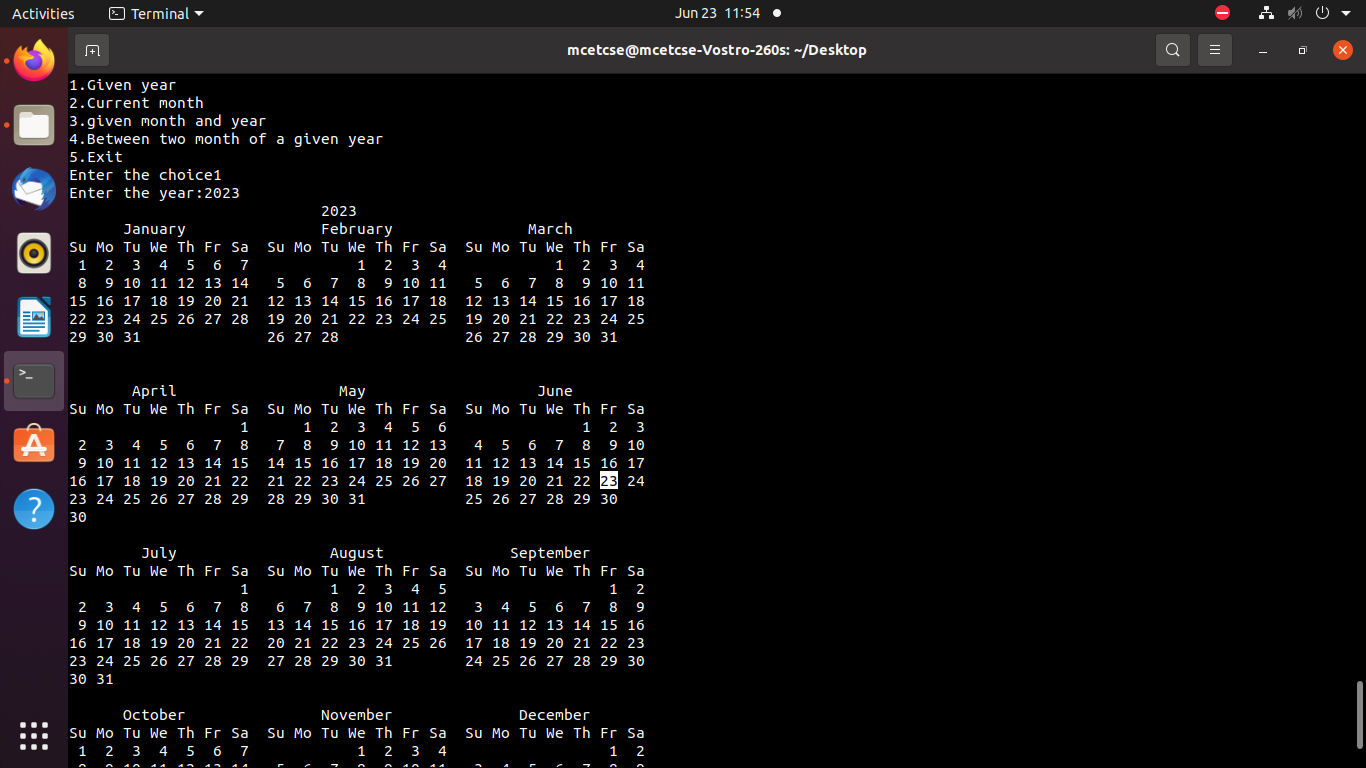 Activities Terminal Jun 23 11:54
mcetcse@mcetcse-Vostro-260s: ~/Desktop
1.Given year
2.Current month
3.given month and year
4.Between two month of a given year
5.Exit
Enter the choice1
Enter the year:2023
                            2023
      January               February               March
Su Mo Tu We Th Fr Sa  Su Mo Tu We Th Fr Sa  Su Mo Tu We Th Fr Sa
 1  2  3  4  5  6  7            1  2  3  4            1  2  3  4
 8  9 10 11 12 13 14   5  6  7  8  9 10 11   5  6  7  8  9 10 11
15 16 17 18 19 20 21  12 13 14 15 16 17 18  12 13 14 15 16 17 18
22 23 24 25 26 27 28  19 20 21 22 23 24 25  19 20 21 22 23 24 25
29 30 31              26 27 28              26 27 28 29 30 31
       April                  May                   June
Su Mo Tu We Th Fr Sa  Su Mo Tu We Th Fr Sa  Su Mo Tu We Th Fr Sa
                   1      1  2  3  4  5  6               1  2  3
 2  3  4  5  6  7  8   7  8  9 10 11 12 13   4  5  6  7  8  9 10
 9 10 11 12 13 14 15  14 15 16 17 18 19 20  11 12 13 14 15 16 17
16 17 18 19 20 21 22  21 22 23 24 25 26 27  18 19 20 21 22 23 24
23 24 25 26 27 28 29  28 29 30 31           25 26 27 28 29 30
30
        July                 August              September
Su Mo Tu We Th Fr Sa  Su Mo Tu We Th Fr Sa  Su Mo Tu We Th Fr Sa
                   1         1  2  3  4  5                  1  2
 2  3  4  5  6  7  8   6  7  8  9 10 11 12   3  4  5  6  7  8  9
 9 10 11 12 13 14 15  13 14 15 16 17 18 19  10 11 12 13 14 15 16
16 17 18 19 20 21 22  20 21 22 23 24 25 26  17 18 19 20 21 22 23
23 24 25 26 27 28 29  27 28 29 30 31        24 25 26 27 28 29 30
30 31
      October               November              December
Su Mo Tu We Th Fr Sa  Su Mo Tu We Th Fr Sa  Su Mo Tu We Th Fr Sa
 1  2  3  4  5  6  7            1  2  3  4                  1  2